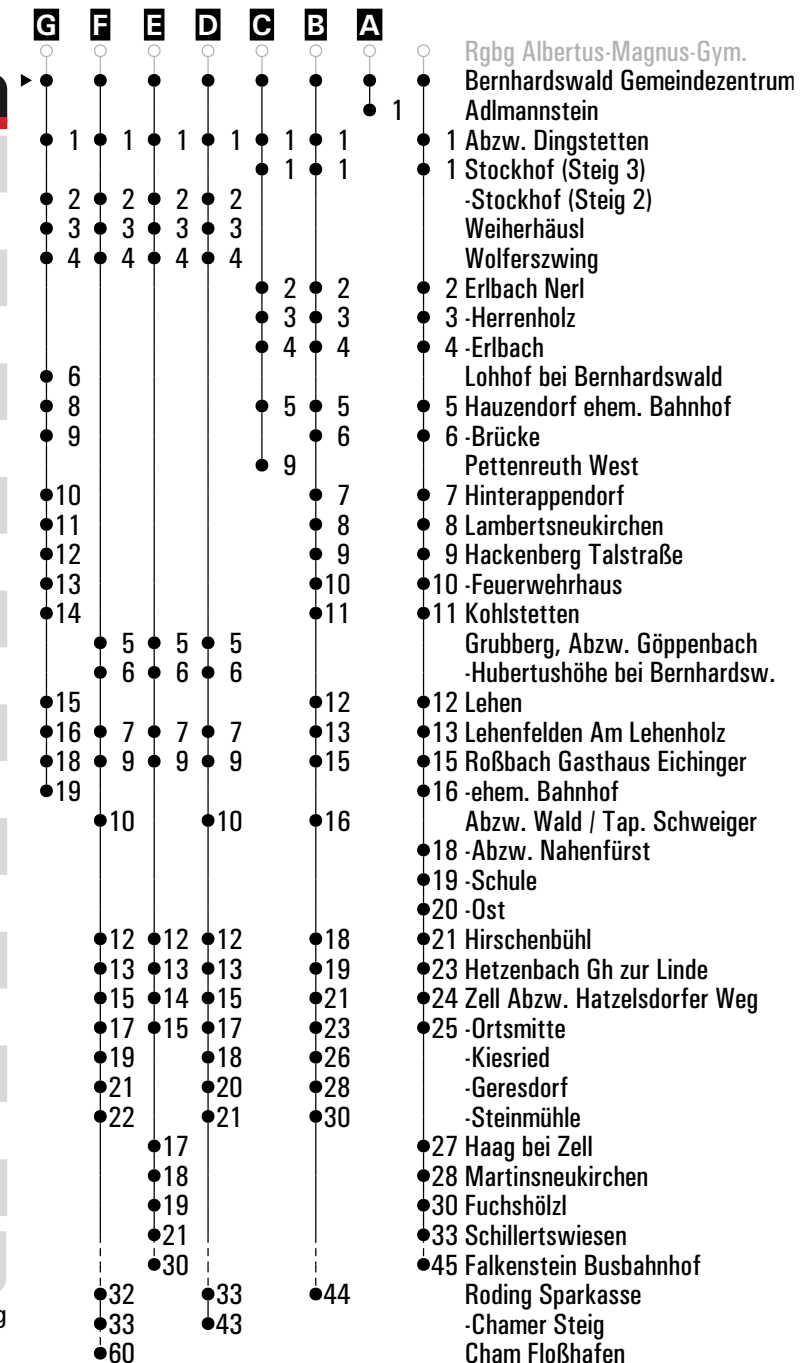 G F E D C B A
Rgbg Albertus-Magnus-Gym.
Bernhardswald Gemeindezentrum
1 Adlmannstein
1 1 1 1 1 1 1 Abzw. Dingstetten
1 1 1 Stockhof (Steig 3)
2 2 2 2 -Stockhof (Steig 2)
3 3 3 3 Weiherhäusl
4 4 4 4 Wolferszwing
2 2 2 Erlbach Nerl
3 3 3 -Herrenholz
4 4 4 -Erlbach
6 Lohhof bei Bernhardswald
8 5 5 5 Hauzendorf ehem. Bahnhof
9 6 6 -Brücke
9 Pettenreuth West
10 7 7 Hinterappendorf
11 8 8 Lambertsneukirchen
12 9 9 Hackenberg Talstraße
13 10 10 -Feuerwehrhaus
14 11 11 Kohlstetten
5 5 5 Grubberg, Abzw. Göppenbach
6 6 6 -Hubertushöhe bei Bernhardsw.
15 12 12 Lehen
16 7 7 7 13 13 Lehenfelden Am Lehenholz
18 9 9 9 15 15 Roßbach Gasthaus Eichinger
19 16 -ehem. Bahnhof
10 10 16 Abzw. Wald / Tap. Schweiger
18 -Abzw. Nahenfürst
19 -Schule
20 -Ost
12 12 12 18 21 Hirschenbühl
13 13 13 19 23 Hetzenbach Gh zur Linde
15 14 15 21 24 Zell Abzw. Hatzelsdorfer Weg
17 15 17 23 25 -Ortsmitte
19 18 26 -Kiesried
21 20 28 -Geresdorf
22 21 30 -Steinmühle
17 27 Haag bei Zell
18 28 Martinsneukirchen
19 30 Fuchshölzl
21 33 Schillertswiesen
30 45 Falkenstein Busbahnhof
32 33 44 Roding Sparkasse
33 43 -Chamer Steig
60 Cham Floßhafen